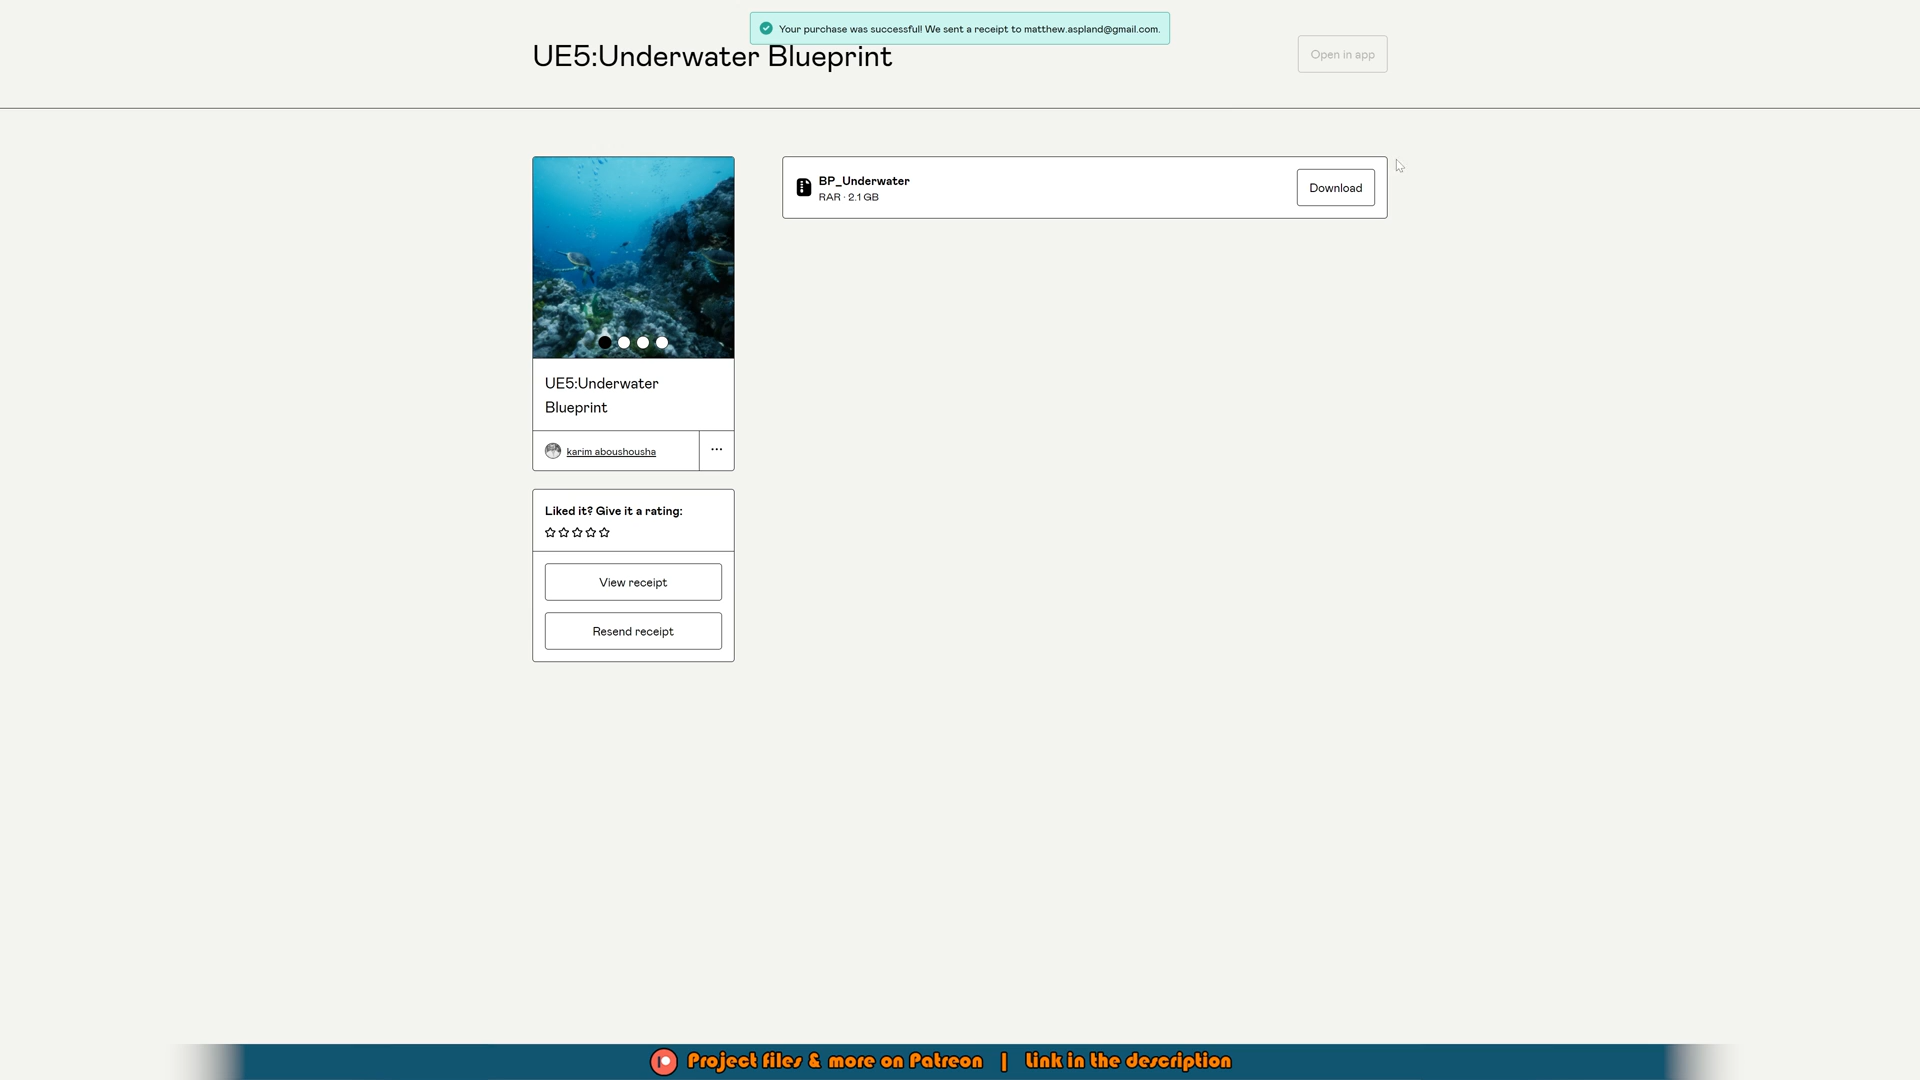 Your purchase was successful! We sent a receipt to matthew.aspland@gmail.com.
UE5:Underwater Blueprint
Open in app
BP_Underwater
RAR · 2.1 GB
Download
UE5:Underwater
Blueprint
karim aboushousha
...
Liked it? Give it a rating:
View receipt
Resend receipt
Project files & more on Patreon | Link in the description